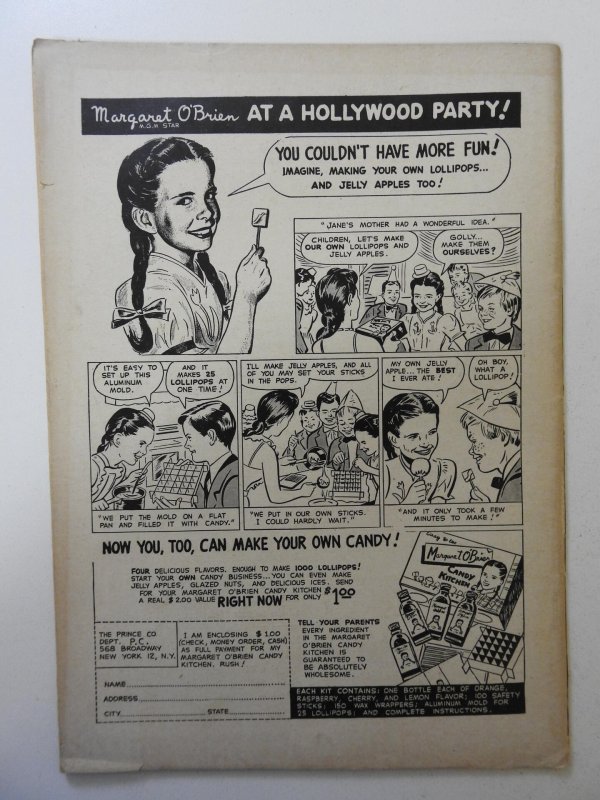 Margaret O'Brien AT A HOLLYWOOD PARTY!
M.G.M STAR
YOU COULDN'T HAVE MORE FUN!
IMAGINE, MAKING YOUR OWN LOLLIPOPS...
AND JELLY APPLES TOO!
"JANE'S MOTHER HAD A WONDERFUL IDEA."
CHILDREN, LET'S MAKE
OUR OWN LOLLIPOPS AND
JELLY APPLES.
GOLLY...
MAKE THEM
OURSELVES?
IT'S EASY TO
SET UP THIS
ALUMINUM
MOLD.
AND IT
MAKES 25
LOLLIPOPS AT
ONE TIME!
"WE PUT THE MOLD ON A FLAT
PAN AND FILLED IT WITH CANDY."
I'LL MAKE JELLY APPLES, AND ALL
OF YOU MAY SET YOUR STICKS
IN THE POPS.
"WE PUT IN OUR OWN STICKS.
I COULD HARDLY WAIT."
MY OWN JELLY
APPLE...THE BEST
I EVER ATE!
OH BOY,
WHAT A
LOLLIPOP!
"AND IT ONLY TOOK A FEW
MINUTES TO MAKE!"
NOW YOU, TOO, CAN MAKE YOUR OWN CANDY!
FOUR DELICIOUS FLAVORS. ENOUGH TO MAKE 1000 LOLLIPOPS!
START YOUR OWN CANDY BUSINESS...YOU CAN EVEN MAKE
JELLY APPLES, GLAZED NUTS, AND DELICIOUS ICES. SEND
FOR YOUR MARGARET O'BRIEN CANDY KITCHEN
A REAL $2.00 VALUE RIGHT NOW FOR ONLY $1.00
Easy to Use
Margaret O'Brien
CANDY
KITCHEN
THE PRINCE CO
DEPT. P.C.
568 BROADWAY
NEW YORK 12, N.Y.
I AM ENCLOSING $1.00
(CHECK, MONEY ORDER, CASH)
AS FULL PAYMENT FOR MY
MARGARET O'BRIEN CANDY
KITCHEN. RUSH!
NAME
ADDRESS
CITY STATE
TELL YOUR PARENTS
EVERY INGREDIENT
IN THE MARGARET
O'BRIEN CANDY
KITCHEN IS
GUARANTEED TO
BE ABSOLUTELY
WHOLESOME.
EACH KIT CONTAINS: ONE BOTTLE EACH OF ORANGE,
RASPBERRY, CHERRY, AND LEMON FLAVOR; 100 SAFETY
STICKS; 150 WAX WRAPPERS; ALUMINUM MOLD FOR
25 LOLLIPOPS; AND COMPLETE INSTRUCTIONS.